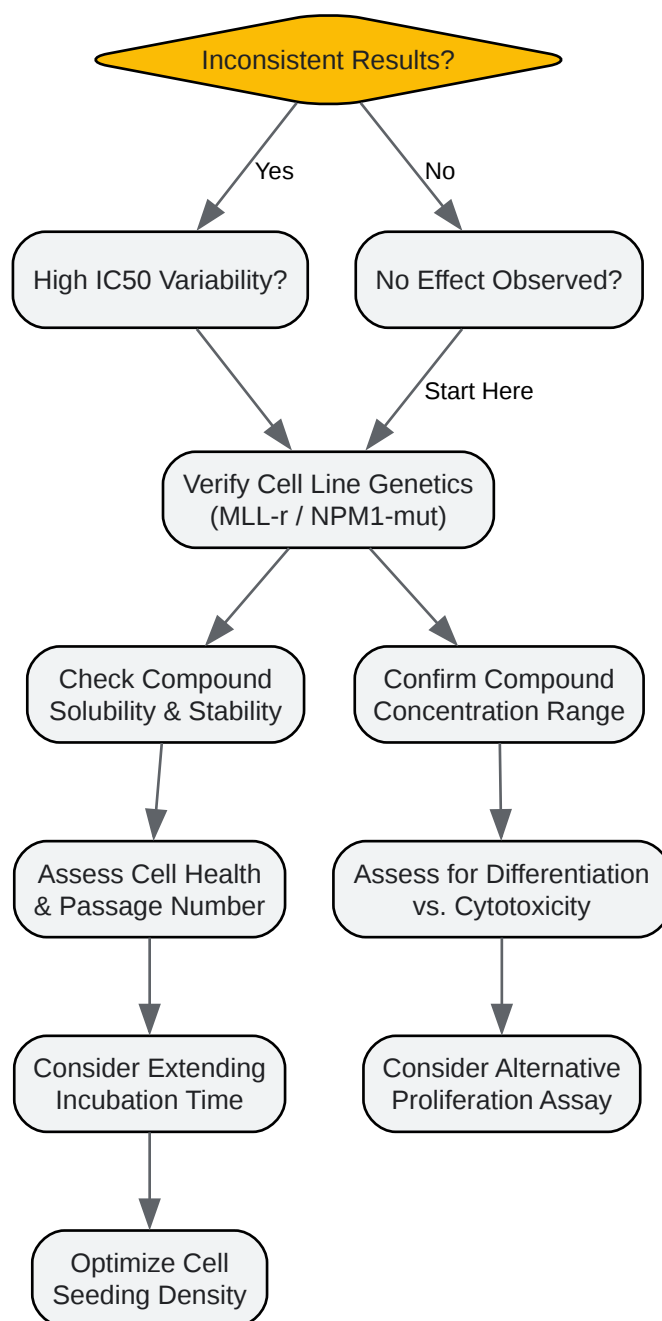 Inconsistent Results?
Yes
No
High IC50 Variability?
No Effect Observed?
Start Here
Verify Cell Line Genetics
(MLL-r / NPM1-mut)
Check Compound
Solubility & Stability
Confirm Compound
Concentration Range
Assess Cell Health
& Passage Number
Assess for Differentiation
vs. Cytotoxicity
Consider Extending
Incubation Time
Consider Alternative
Proliferation Assay
Optimize Cell
Seeding Density